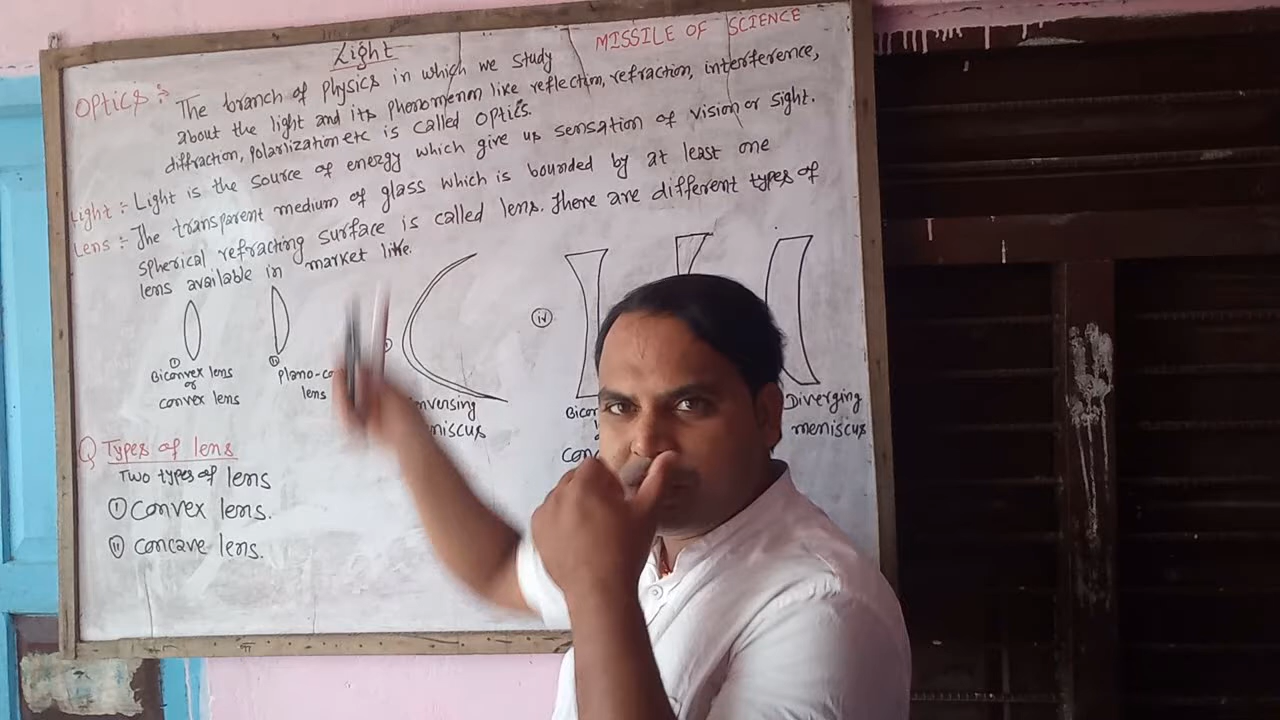 Light
MISSILE OF SCIENCE
OPtics :- The branch of Physics in which we study
about the light and its Phenomenon like reflection, refraction, interference,
diffraction, Polarization etc is called OPtics.
Light :- Light is the source of energy which give us sensation of vision or sight.
Lens :- The transparent medium of glass which is bounded by at least one
spherical refracting surface is called lens. There are different types of
lens available in market like.
(i)
Biconvex lens
or
convex lens
(ii)
Plano-co
lens
nversing
niscus
(iv)
Bicon
conc
Diverging
meniscus
Q Types of lens
Two types of lens
(i) Convex lens.
(ii) Concave lens.